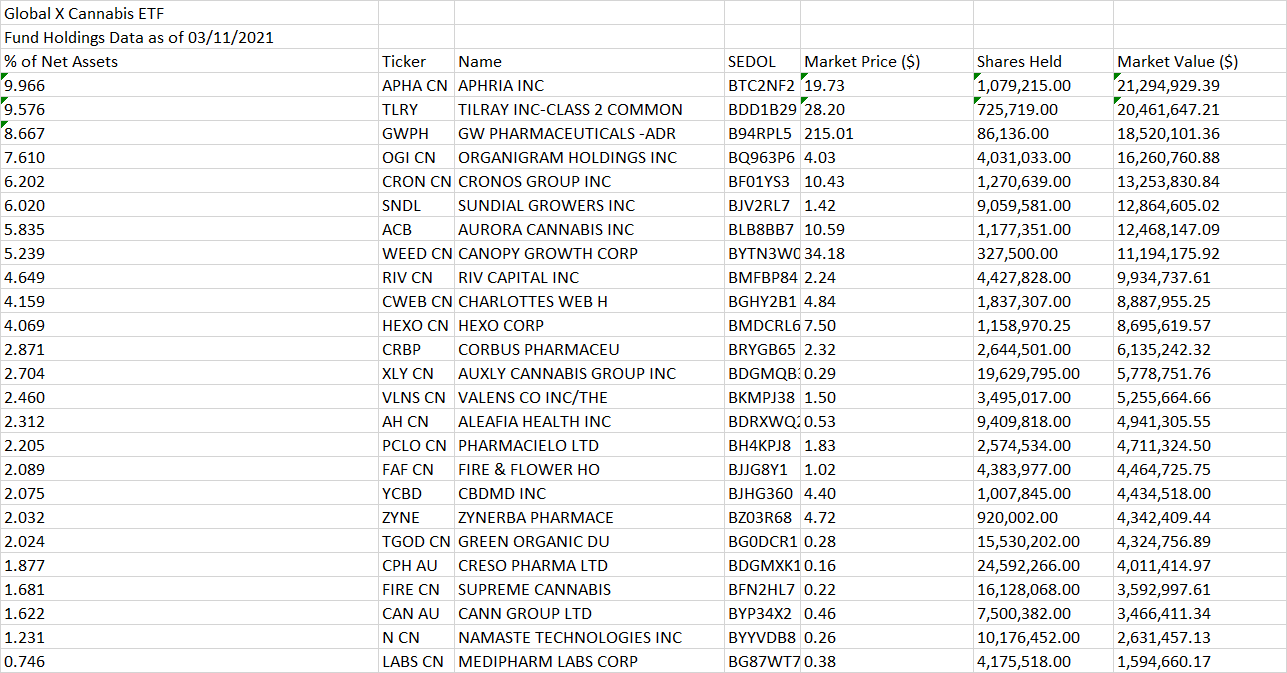 Global X Cannabis ETF
Fund Holdings Data as of 03/11/2021
% of Net Assets Ticker Name SEDOL Market Price ($) Shares Held Market Value ($)
9.966 APHA CN APHRIA INC BTC2NF2 19.73 1,079,215.00 21,294,929.39
9.576 TLRY TILRAY INC-CLASS 2 COMMON BDD1B29 28.20 725,719.00 20,461,647.21
8.667 GWPH GW PHARMACEUTICALS -ADR B94RPL5 215.01 86,136.00 18,520,101.36
7.610 OGI CN ORGANIGRAM HOLDINGS INC BQ963P6 4.03 4,031,033.00 16,260,760.88
6.202 CRON CN CRONOS GROUP INC BF01YS3 10.43 1,270,639.00 13,253,830.84
6.020 SNDL SUNDIAL GROWERS INC BJV2RL7 1.42 9,059,581.00 12,864,605.02
5.835 ACB AURORA CANNABIS INC BLB8BB7 10.59 1,177,351.00 12,468,147.09
5.239 WEED CN CANOPY GROWTH CORP BYTN3W0 34.18 327,500.00 11,194,175.92
4.649 RIV CN RIV CAPITAL INC BMFBP84 2.24 4,427,828.00 9,934,737.61
4.159 CWEB CN CHARLOTTES WEB H BGHY2B1 4.84 1,837,307.00 8,887,955.25
4.069 HEXO CN HEXO CORP BMDCRL6 7.50 1,158,970.25 8,695,619.57
2.871 CRBP CORBUS PHARMACEU BRYGB65 2.32 2,644,501.00 6,135,242.32
2.704 XLY CN AUXLY CANNABIS GROUP INC BDGMQB 0.29 19,629,795.00 5,778,751.76
2.460 VLNS CN VALENS CO INC/THE BKMPJ38 1.50 3,495,017.00 5,255,664.66
2.312 AH CN ALEAFIA HEALTH INC BDRXWQ 0.53 9,409,818.00 4,941,305.55
2.205 PCLO CN PHARMACIELO LTD BH4KPJ8 1.83 2,574,534.00 4,711,324.50
2.089 FAF CN FIRE & FLOWER HO BJJG8Y1 1.02 4,383,977.00 4,464,725.75
2.075 YCBD CBDMD INC BJHG360 4.40 1,007,845.00 4,434,518.00
2.032 ZYNE ZYNERBA PHARMACE BZ03R68 4.72 920,002.00 4,342,409.44
2.024 TGOD CN GREEN ORGANIC DU BG0DCR1 0.28 15,530,202.00 4,324,756.89
1.877 CPH AU CRESO PHARMA LTD BDGMXK1 0.16 24,592,266.00 4,011,414.97
1.681 FIRE CN SUPREME CANNABIS BFN2HL7 0.22 16,128,068.00 3,592,997.61
1.622 CAN AU CANN GROUP LTD BYP34X2 0.46 7,500,382.00 3,466,411.34
1.231 N CN NAMASTE TECHNOLOGIES INC BYYVDB8 0.26 10,176,452.00 2,631,457.13
0.746 LABS CN MEDIPHARM LABS CORP BG87WT7 0.38 4,175,518.00 1,594,660.17